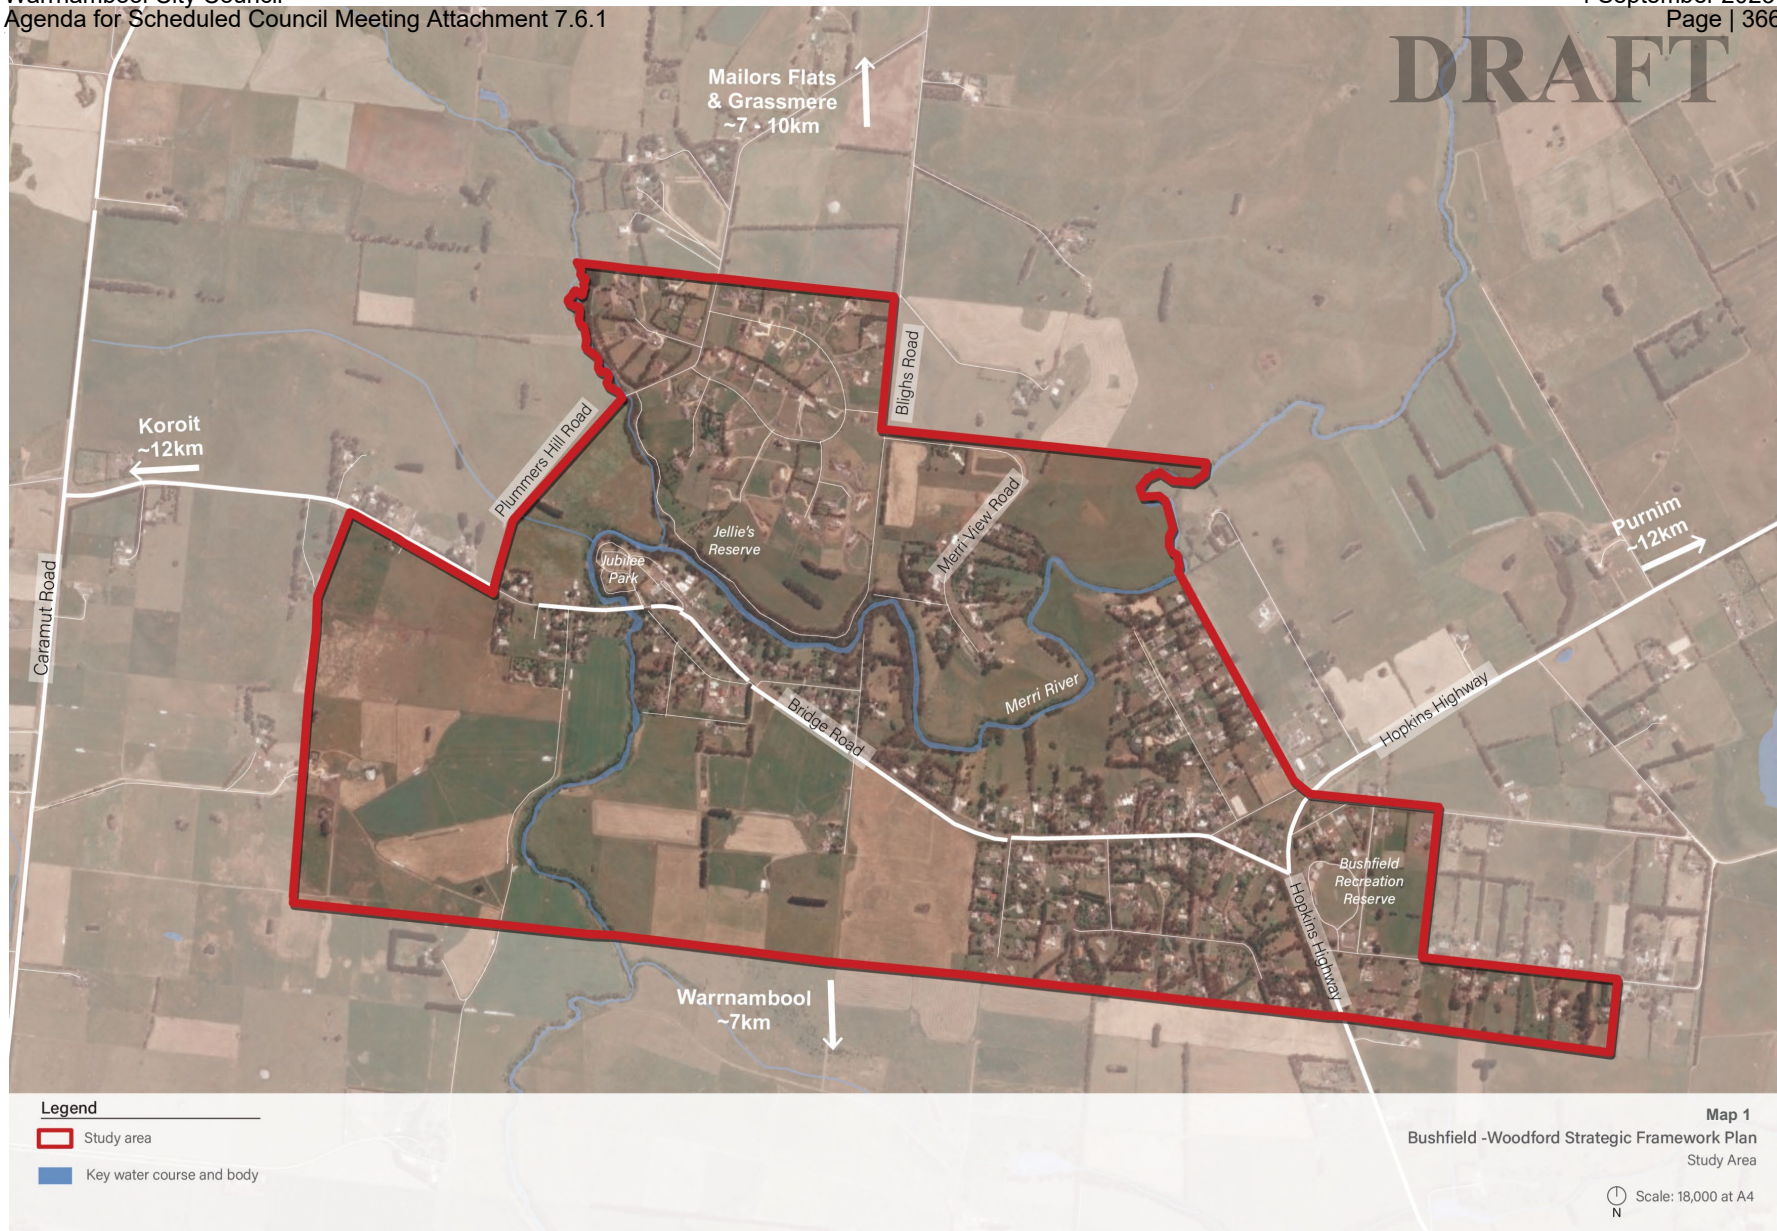 Agenda for Scheduled Council Meeting Attachment 7.6.1
Page | 366
DRAFT
Mailors Flats
& Grassmere
~7 - 10km
Blighs Road
Koroit
~12km
Plummers Hill Road
Merri View Road
Purnim
~12km
Jellie's
Reserve
Jubilee
Park
Caramut Road
Merri River
Hopkins Highway
Bridge Road
Bushfield
Recreation
Reserve
Hopkins Highway
Warrnambool
~7km
Legend
Study area
Key water course and body
Map 1
Bushfield -Woodford Strategic Framework Plan
Study Area
Scale: 18,000 at A4
N